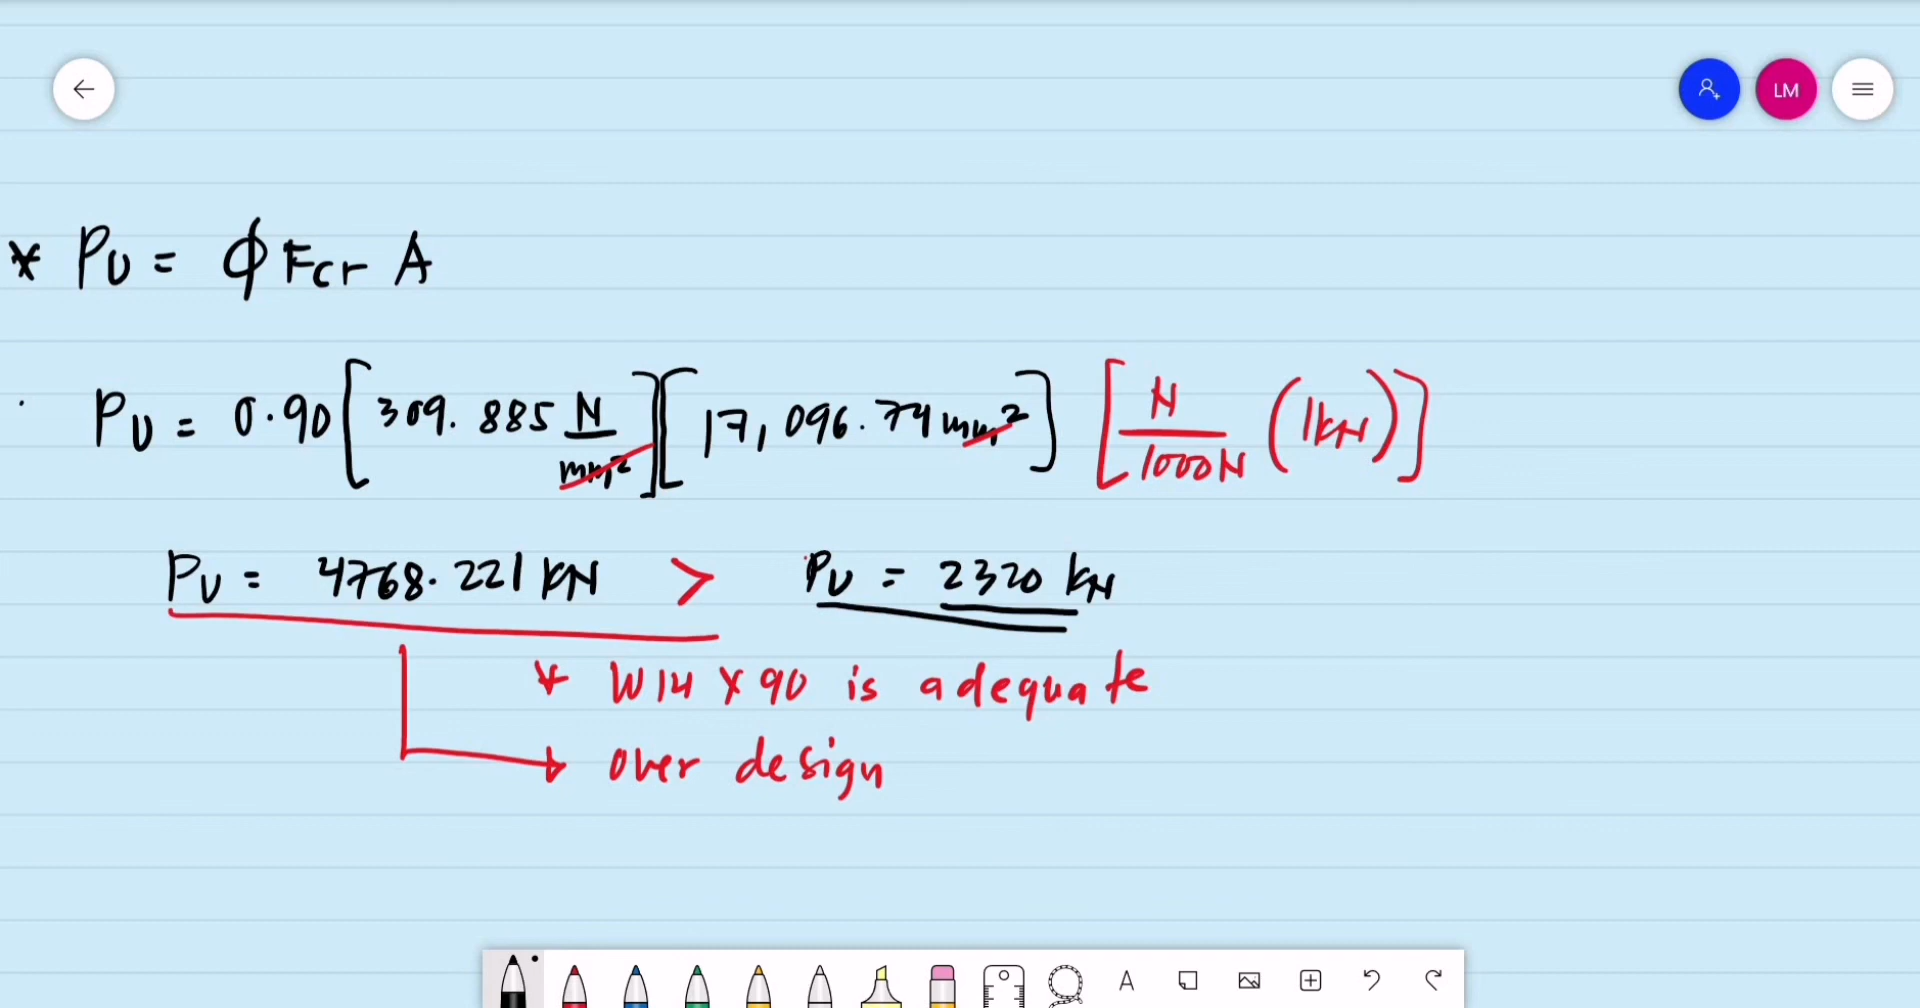 LM
* PU = φ Fcr A
PU = 0.90 [309.885 N/mm²][17,096.74 mm²] [N/1000N (1kN)]
PU = 4768.221 kN > PU = 2320 kN
* W14 x 90 is adequate
over design
A